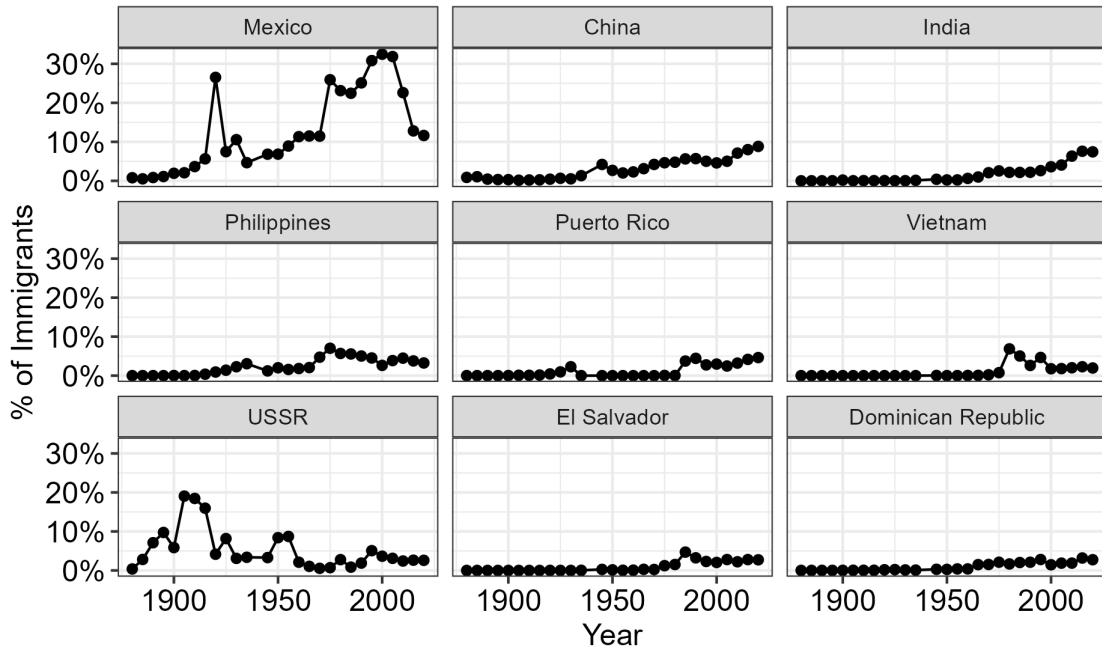 Mexico
China
India
30%
20%
10%
0%
Philippines
Puerto Rico
Vietnam
30%
20%
10%
0%
USSR
El Salvador
Dominican Republic
30%
20%
10%
0%
1900 1950 2000
1900 1950 2000
1900 1950 2000
Year
% of Immigrants